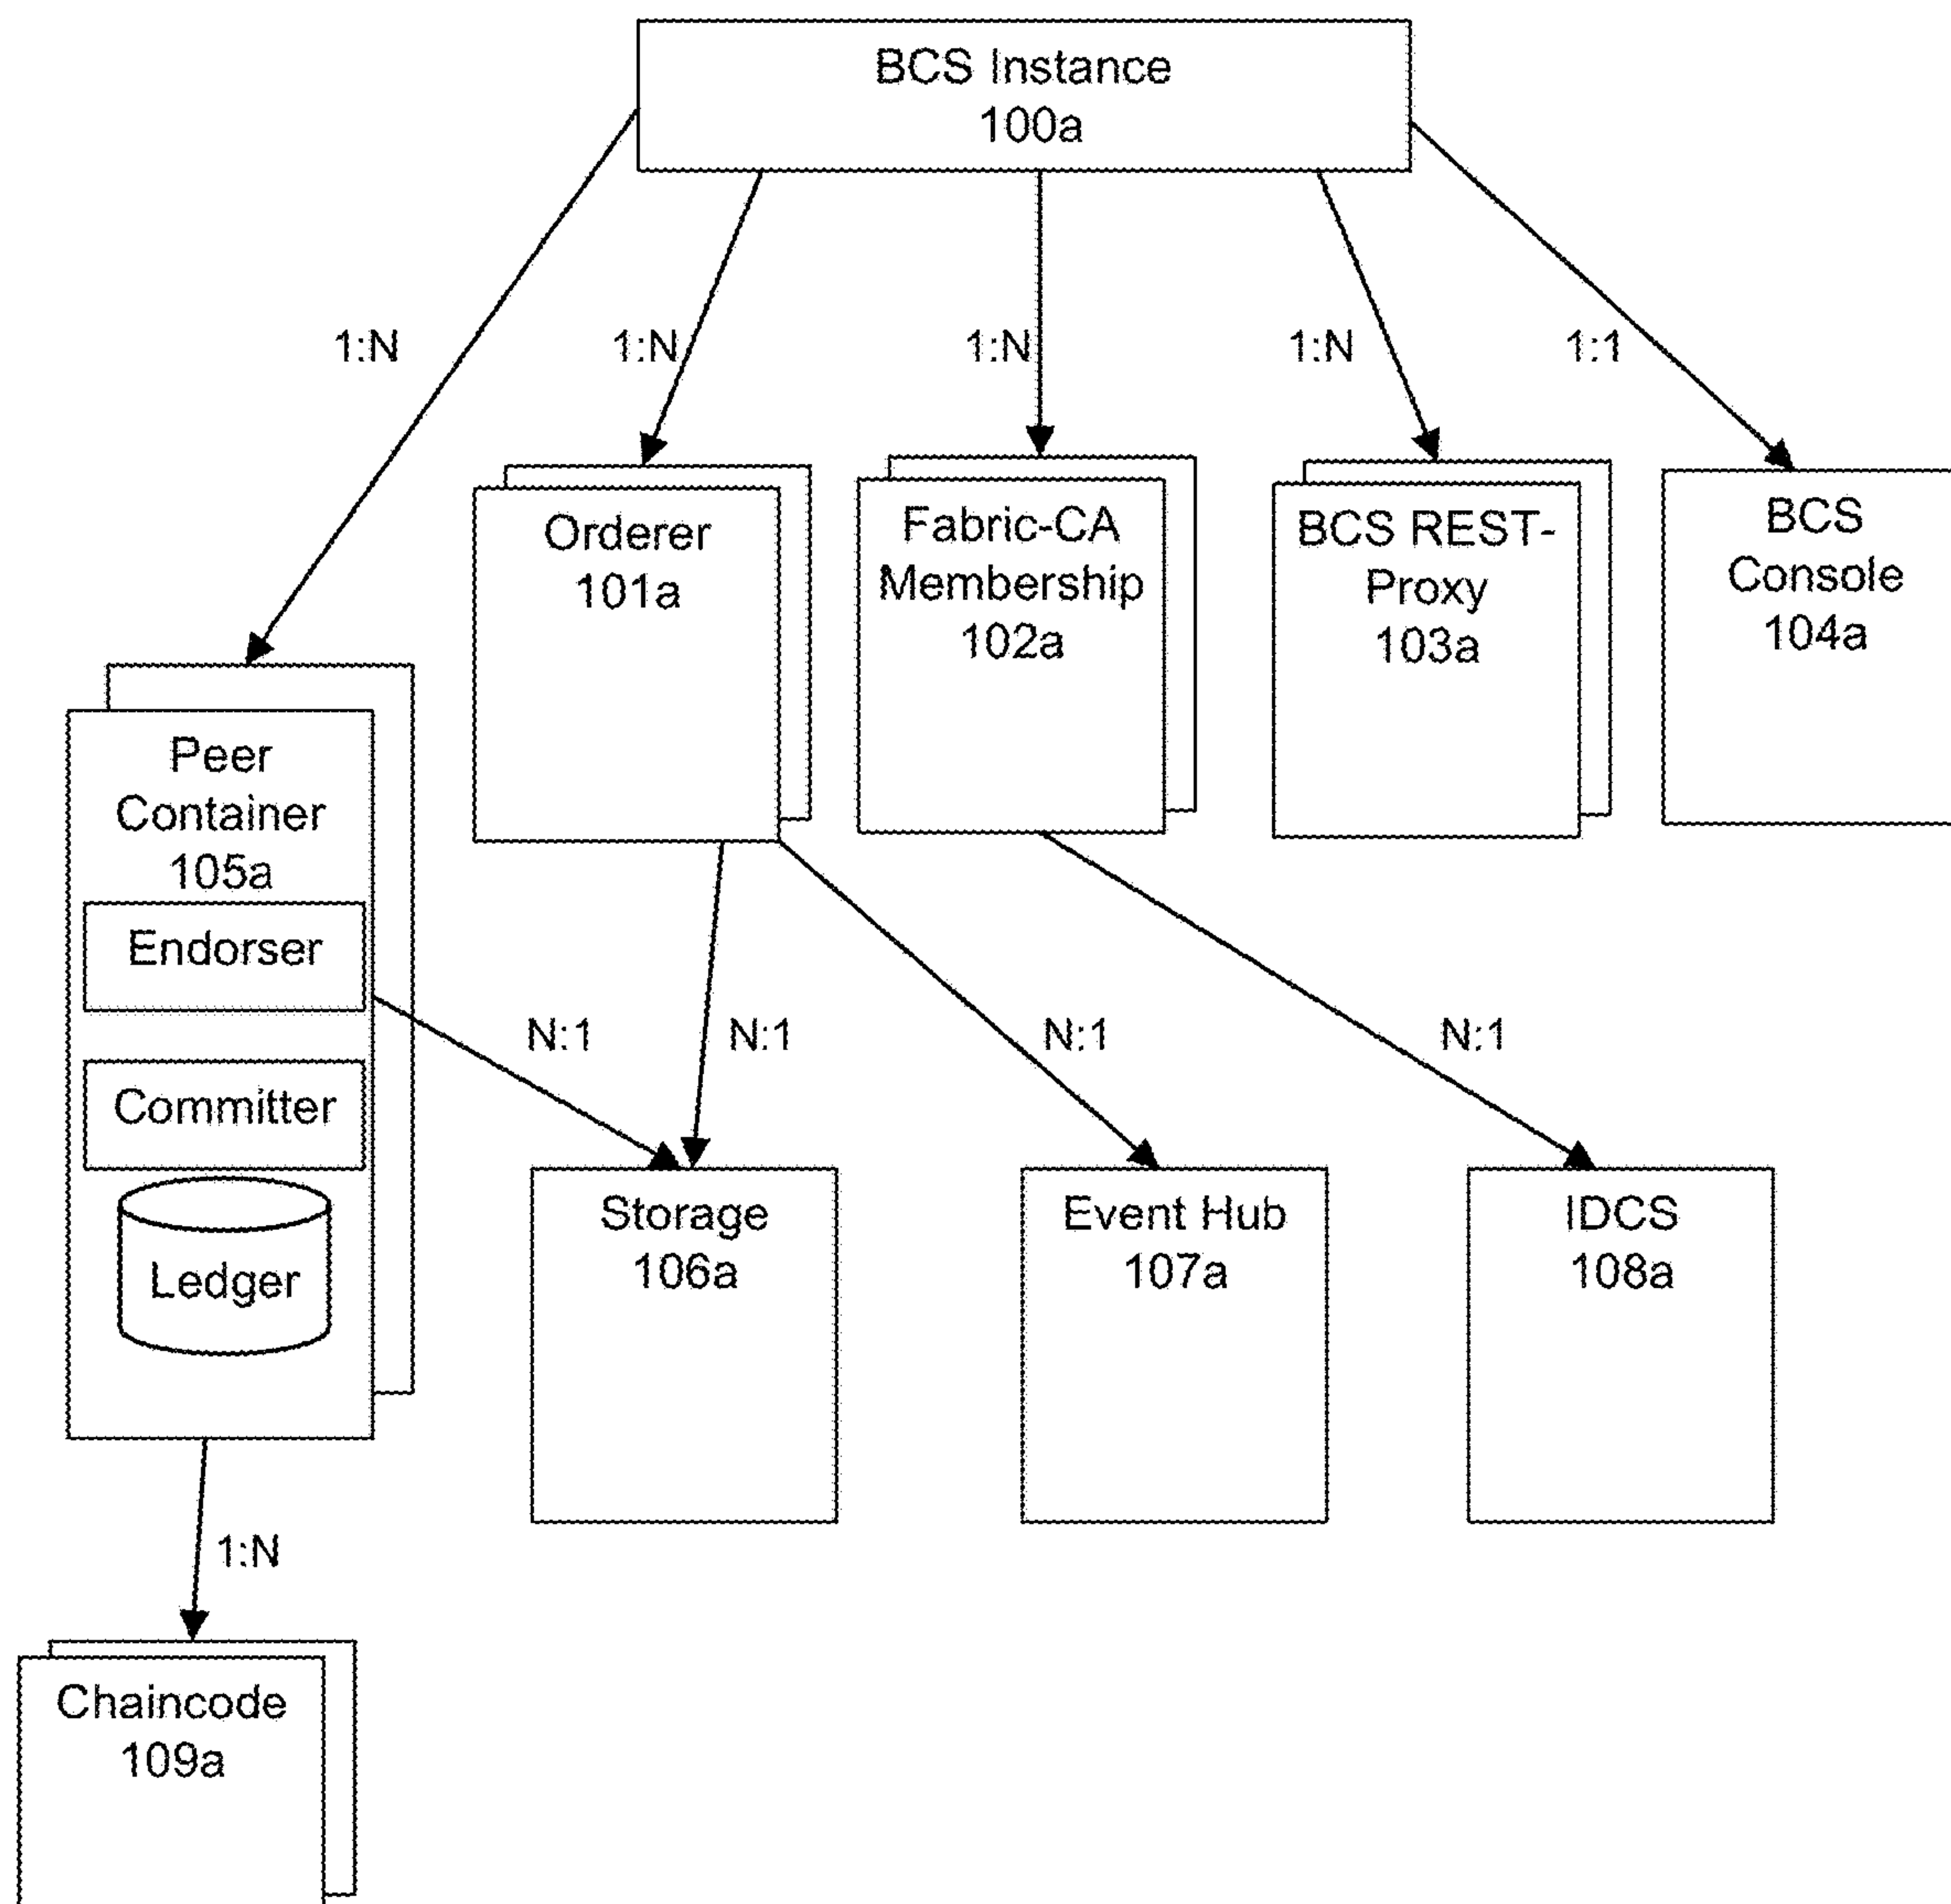 BCS Instance
100a
1:N
1:N
1:N
1:N
1:1
Orderer
101a
Fabric-CA
Membership
102a
BCS REST-
Proxy
103a
BCS
Console
104a
Peer
Container
105a
Endorser
Committer
Ledger
N:1
N:1
N:1
N:1
Storage
106a
Event Hub
107a
IDCS
108a
1:N
Chaincode
109a